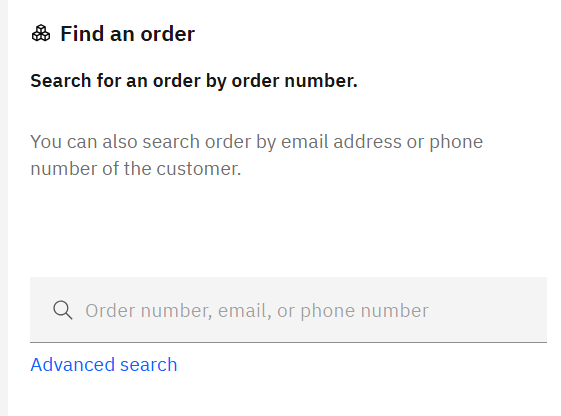 Find an order
Search for an order by order number.
You can also search order by email address or phone
number of the customer.
Order number, email, or phone number
Advanced search